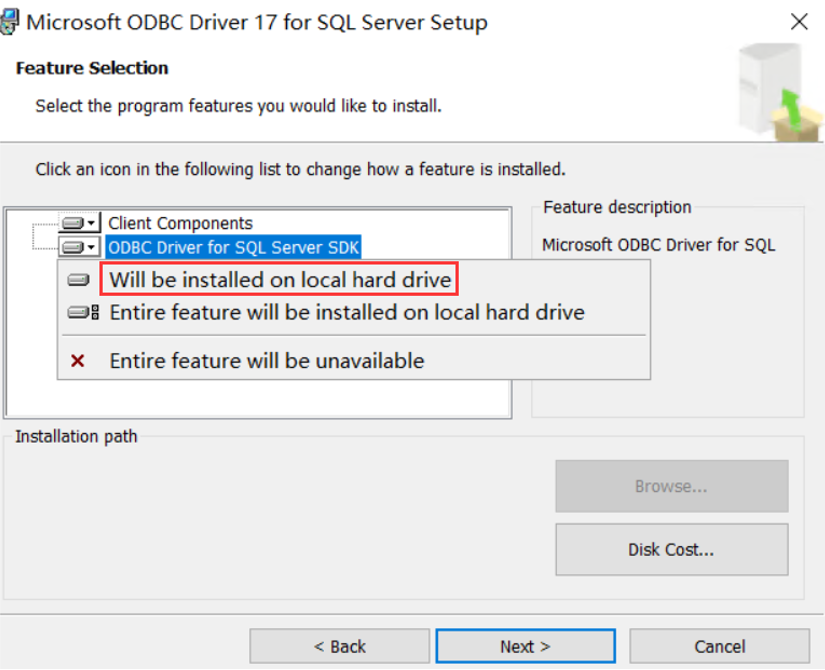 Microsoft ODBC Driver 17 for SQL Server Setup
Feature Selection
Select the program features you would like to install.
Click an icon in the following list to change how a feature is installed.
Client Components
ODBC Driver for SQL Server SDK
Will be installed on local hard drive
Entire feature will be installed on local hard drive
Entire feature will be unavailable
Feature description
Microsoft ODBC Driver for SQL
Installation path
Browse...
Disk Cost...
< Back
Next >
Cancel